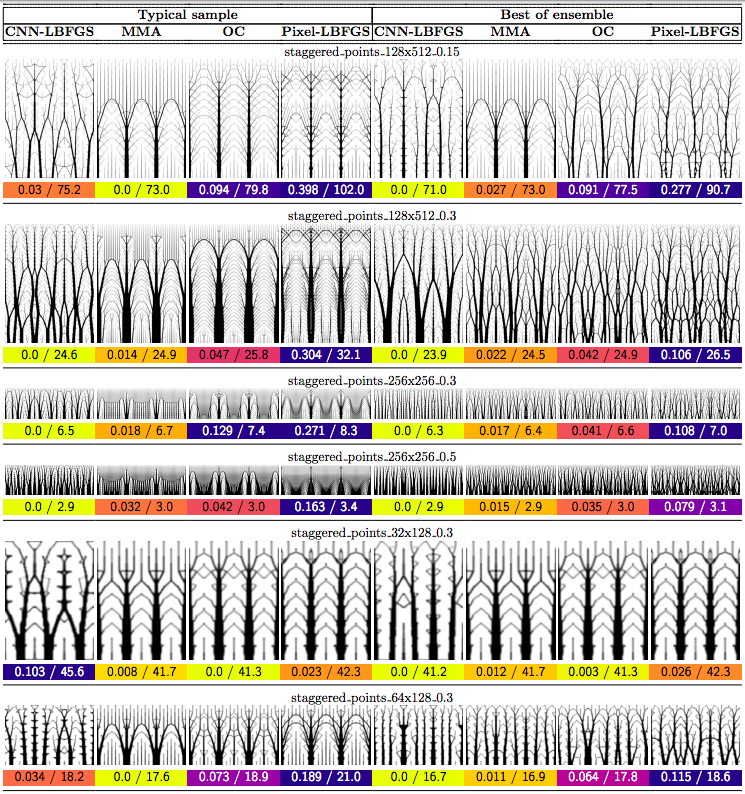 Typical sample Best of ensemble
CNN-LBFGS MMA OC Pixel-LBFGS CNN-LBFGS MMA OC Pixel-LBFGS
staggered_points_128x512_0.15
0.03 / 75.2 0.0 / 73.0 0.094 / 79.8 0.398 / 102.0 0.0 / 71.0 0.027 / 73.0 0.091 / 77.5 0.277 / 90.7
staggered_points_128x512_0.3
0.0 / 24.6 0.014 / 24.9 0.047 / 25.8 0.304 / 32.1 0.0 / 23.9 0.022 / 24.5 0.042 / 24.9 0.106 / 26.5
staggered_points_256x256_0.3
0.0 / 6.5 0.018 / 6.7 0.129 / 7.4 0.271 / 8.3 0.0 / 6.3 0.017 / 6.4 0.041 / 6.6 0.108 / 7.0
staggered_points_256x256_0.5
0.0 / 2.9 0.032 / 3.0 0.042 / 3.0 0.163 / 3.4 0.0 / 2.9 0.015 / 2.9 0.035 / 3.0 0.079 / 3.1
staggered_points_32x128_0.3
0.103 / 45.6 0.008 / 41.7 0.0 / 41.3 0.023 / 42.3 0.0 / 41.2 0.012 / 41.7 0.003 / 41.3 0.026 / 42.3
staggered_points_64x128_0.3
0.034 / 18.2 0.0 / 17.6 0.073 / 18.9 0.189 / 21.0 0.0 / 16.7 0.011 / 16.9 0.064 / 17.8 0.115 / 18.6